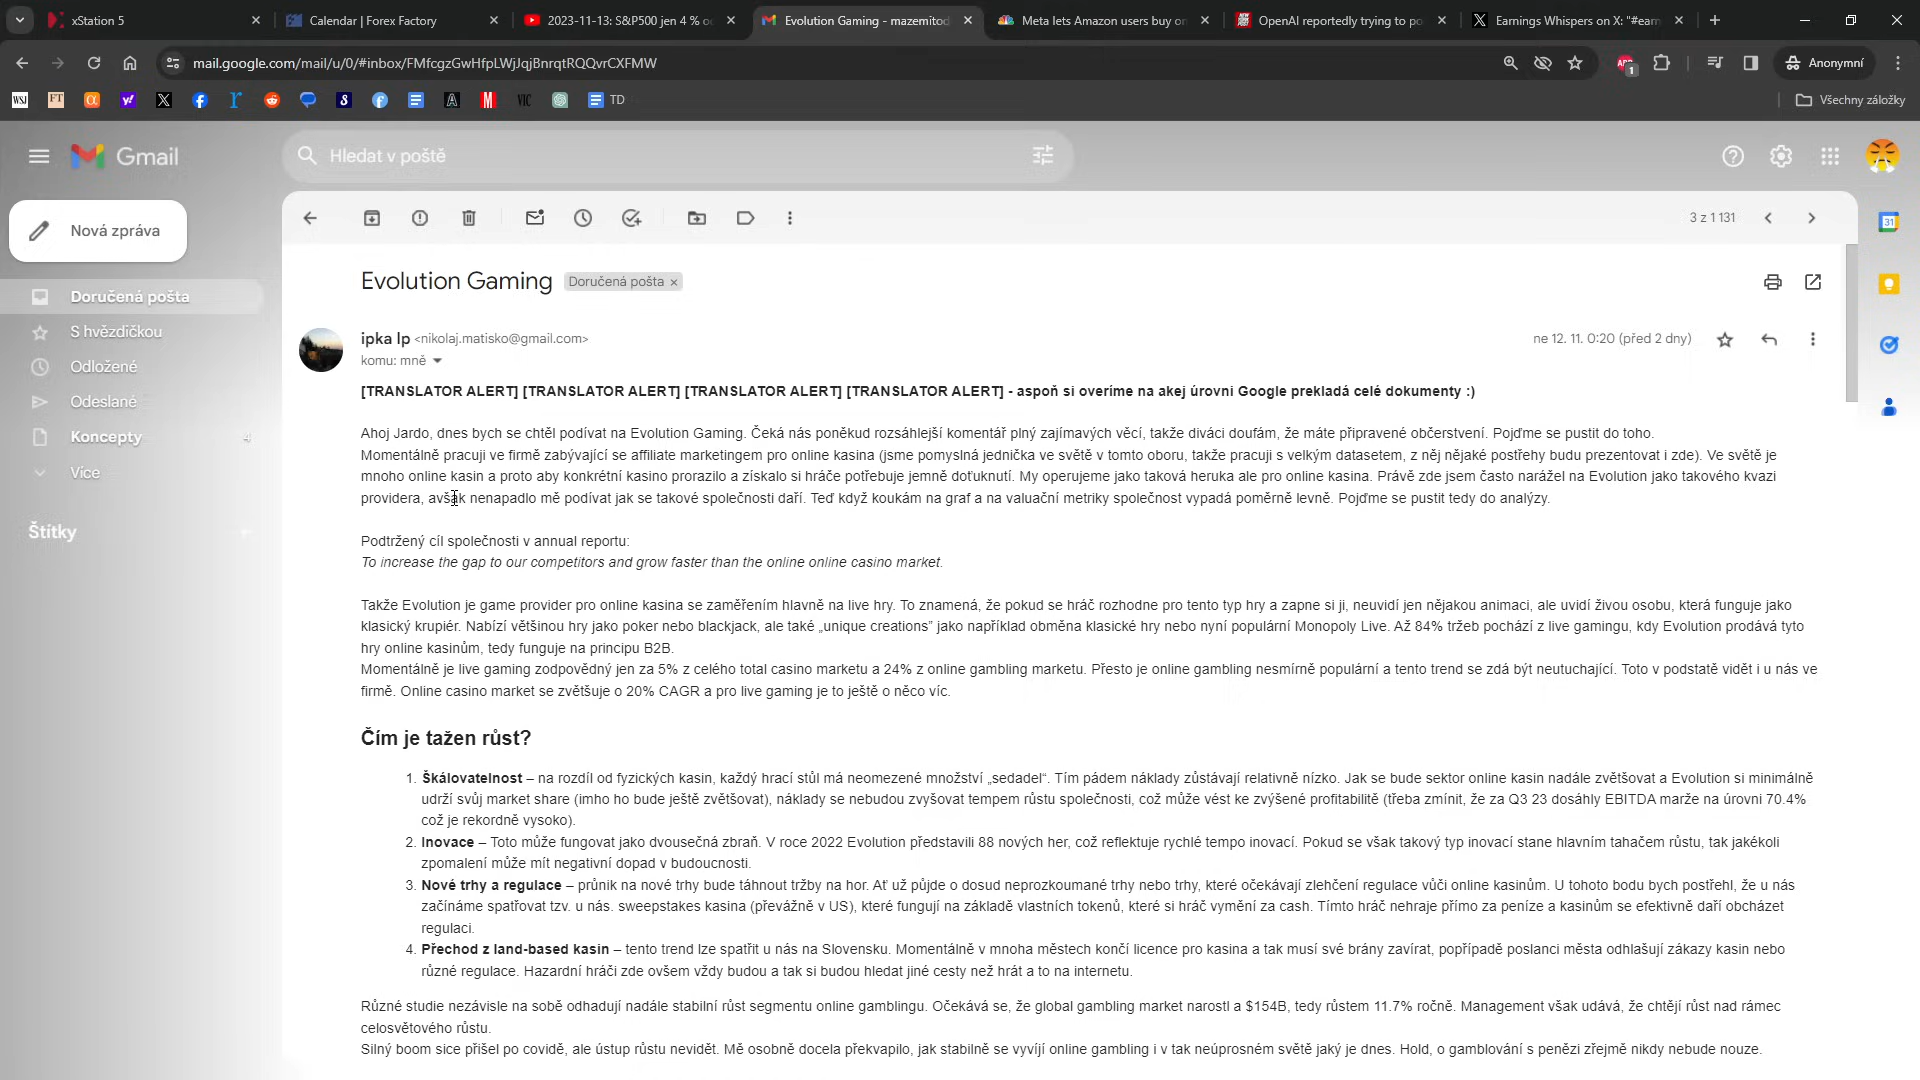 xStation 5
Calendar | Forex Factory
2023-11-13: S&P500 jen 4 % o
Evolution Gaming - mazemitod
Meta lets Amazon users buy on
OpenAI reportedly trying to po
Earnings Whispers on X: "#earn
mail.google.com/mail/u/0/#inbox/FMfcgzGwHfpLWjJqjBnrqtRQQvrCXFMW
ABP 1
Anonymní
WSJ
FT
TD
Všechny záložky
Gmail
Hledat v poště
Nová zpráva
3 z 1 131
Doručená pošta
S hvězdičkou
Odložené
Odeslané
Koncepty 4
Více
Štítky
31
Evolution Gaming
Doručená pošta x
ipka lp <nikolaj.matisko@gmail.com>
ne 12. 11. 0:20 (před 2 dny)
komu: mně
[TRANSLATOR ALERT] [TRANSLATOR ALERT] [TRANSLATOR ALERT] [TRANSLATOR ALERT] - aspoň si overíme na akej úrovni Google prekladá celé dokumenty :)
Ahoj Jardo, dnes bych se chtěl podívat na Evolution Gaming. Čeká nás poněkud rozsáhlejší komentář plný zajímavých věcí, takže diváci doufám, že máte připravené občerstvení. Pojďme se pustit do toho.
Momentálně pracuji ve firmě zabývající se affiliate marketingem pro online kasina (jsme pomyslná jednička ve světě v tomto oboru, takže pracuji s velkým datasetem, z něj nějaké postřehy budu prezentovat i zde). Ve světě je
mnoho online kasin a proto aby konkrétní kasino prorazilo a získalo si hráče potřebuje jemně doťuknutí. My operujeme jako taková heruka ale pro online kasina. Právě zde jsem často narážel na Evolution jako takového kvazi
providera, avšak nenapadlo mě podívat jak se takové společnosti daří. Teď když koukám na graf a na valuační metriky společnost vypadá poměrně levně. Pojďme se pustit tedy do analýzy.
Podtržený cíl společnosti v annual reportu:
To increase the gap to our competitors and grow faster than the online online casino market.
Takže Evolution je game provider pro online kasina se zaměřením hlavně na live hry. To znamená, že pokud se hráč rozhodne pro tento typ hry a zapne si ji, neuvidí jen nějakou animaci, ale uvidí živou osobu, která funguje jako
klasický krupiér. Nabízí většinou hry jako poker nebo blackjack, ale také „unique creations” jako například obměna klasické hry nebo nyní populární Monopoly Live. Až 84% tržeb pochází z live gamingu, kdy Evolution prodává tyto
hry online kasinům, tedy funguje na principu B2B.
Momentálně je live gaming zodpovědný jen za 5% z celého total casino marketu a 24% z online gambling marketu. Přesto je online gambling nesmírně populární a tento trend se zdá být neutuchající. Toto v podstatě vidět i u nás ve
firmě. Online casino market se zvětšuje o 20% CAGR a pro live gaming je to ještě o něco víc.
Čím je tažen růst?
1. Škálovatelnost – na rozdíl od fyzických kasin, každý hrací stůl má neomezené množství „sedadel“. Tím pádem náklady zůstávají relativně nízko. Jak se bude sektor online kasin nadále zvětšovat a Evolution si minimálně
udrží svůj market share (imho ho bude ještě zvětšovat), náklady se nebudou zvyšovat tempem růstu společnosti, což může vést ke zvýšené profitabilitě (třeba zmínit, že za Q3 23 dosáhly EBITDA marže na úrovni 70.4%
což je rekordně vysoko).
2. Inovace – Toto může fungovat jako dvousečná zbraň. V roce 2022 Evolution představili 88 nových her, což reflektuje rychlé tempo inovací. Pokud se však takový typ inovací stane hlavním tahačem růstu, tak jakékoli
zpomalení může mít negativní dopad v budoucnosti.
3. Nové trhy a regulace – průnik na nové trhy bude táhnout tržby na hor. Ať už půjde o dosud neprozkoumané trhy nebo trhy, které očekávají zlehčení regulace vůči online kasinům. U tohoto bodu bych postřehl, že u nás
začínáme spatřovat tzv. u nás. sweepstakes kasina (převážně v US), které fungují na základě vlastních tokenů, které si hráč vymění za cash. Tímto hráč nehraje přímo za peníze a kasinům se efektivně daří obcházet
regulaci.
4. Přechod z land-based kasin – tento trend lze spatřit u nás na Slovensku. Momentálně v mnoha městech končí licence pro kasina a tak musí své brány zavírat, popřípadě poslanci města odhlašují zákazy kasin nebo
různé regulace. Hazardní hráči zde ovšem vždy budou a tak si budou hledat jiné cesty než hrát a to na internetu.
Různé studie nezávisle na sobě odhadují nadále stabilní růst segmentu online gamblingu. Očekává se, že global gambling market narostl a $154B, tedy růstem 11.7% ročně. Management však udává, že chtějí růst nad rámec
celosvětového růstu.
Silný boom sice přišel po covidě, ale ústup růstu nevidět. Mě osobně docela překvapilo, jak stabilně se vyvíjí online gambling i v tak neúprosném světě jaký je dnes. Hold, o gamblování s penězi zřejmě nikdy nebude nouze.